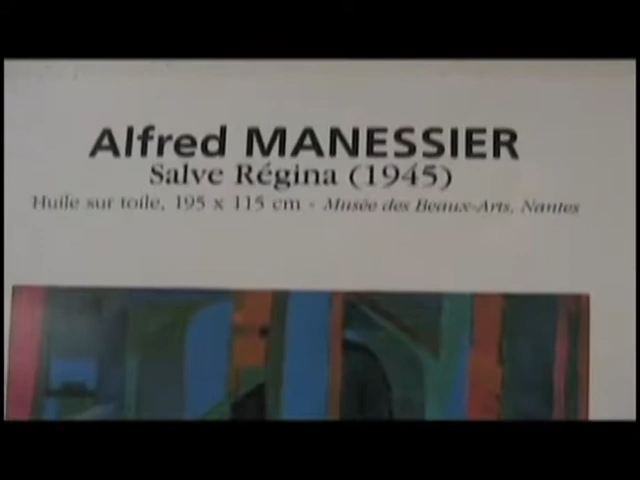 Alfred MANESSIER
Salve Régina (1945)
Huile sur toile, 195 x 115 cm - Musée des Beaux-Arts, Nantes